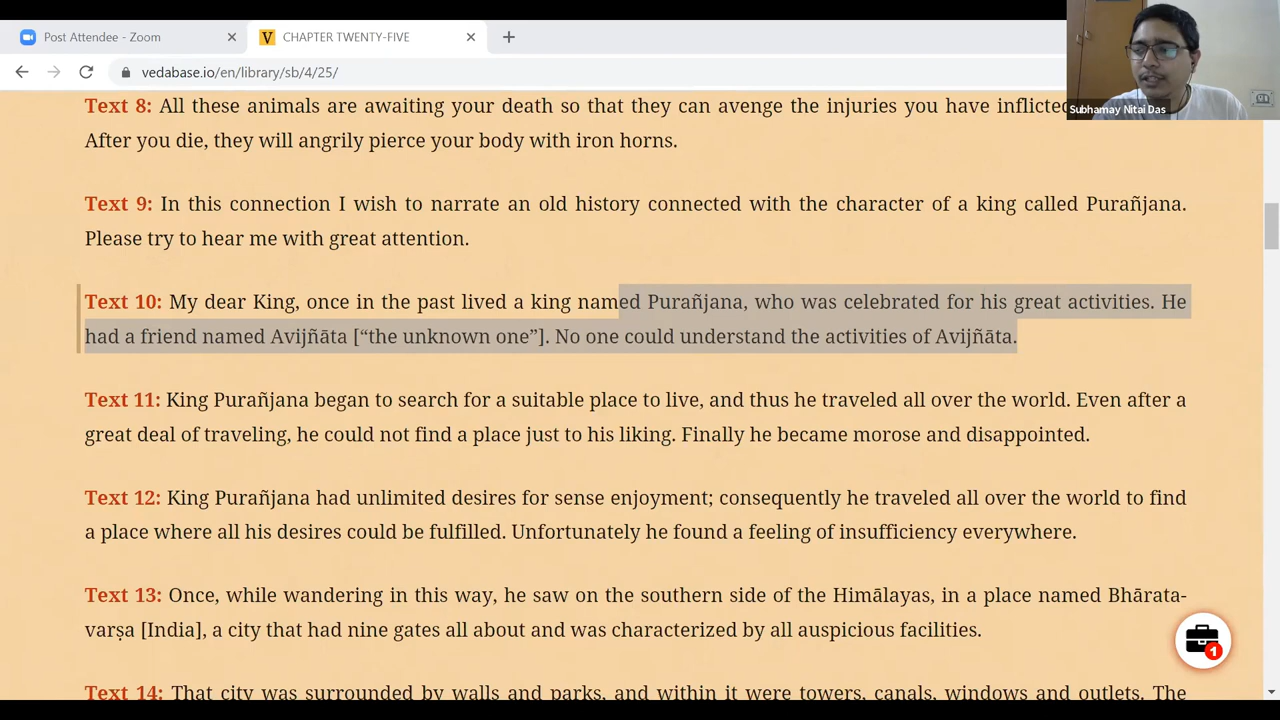 Post Attendee - Zoom
CHAPTER TWENTY-FIVE
vedabase.io/en/library/sb/4/25/
Subhamay Nitai Das
Text 8: All these animals are awaiting your death so that they can avenge the injuries you have inflicted
After you die, they will angrily pierce your body with iron horns.
Text 9: In this connection I wish to narrate an old history connected with the character of a king called Purañjana.
Please try to hear me with great attention.
Text 10: My dear King, once in the past lived a king named Purañjana, who was celebrated for his great activities. He
had a friend named Avijñāta [“the unknown one”]. No one could understand the activities of Avijñāta.
Text 11: King Purañjana began to search for a suitable place to live, and thus he traveled all over the world. Even after a
great deal of traveling, he could not find a place just to his liking. Finally he became morose and disappointed.
Text 12: King Purañjana had unlimited desires for sense enjoyment; consequently he traveled all over the world to find
a place where all his desires could be fulfilled. Unfortunately he found a feeling of insufficiency everywhere.
Text 13: Once, while wandering in this way, he saw on the southern side of the Himālayas, in a place named Bhārata-
varṣa [India], a city that had nine gates all about and was characterized by all auspicious facilities.
1
Text 14: That city was surrounded by walls and parks, and within it were towers, canals, windows and outlets. The